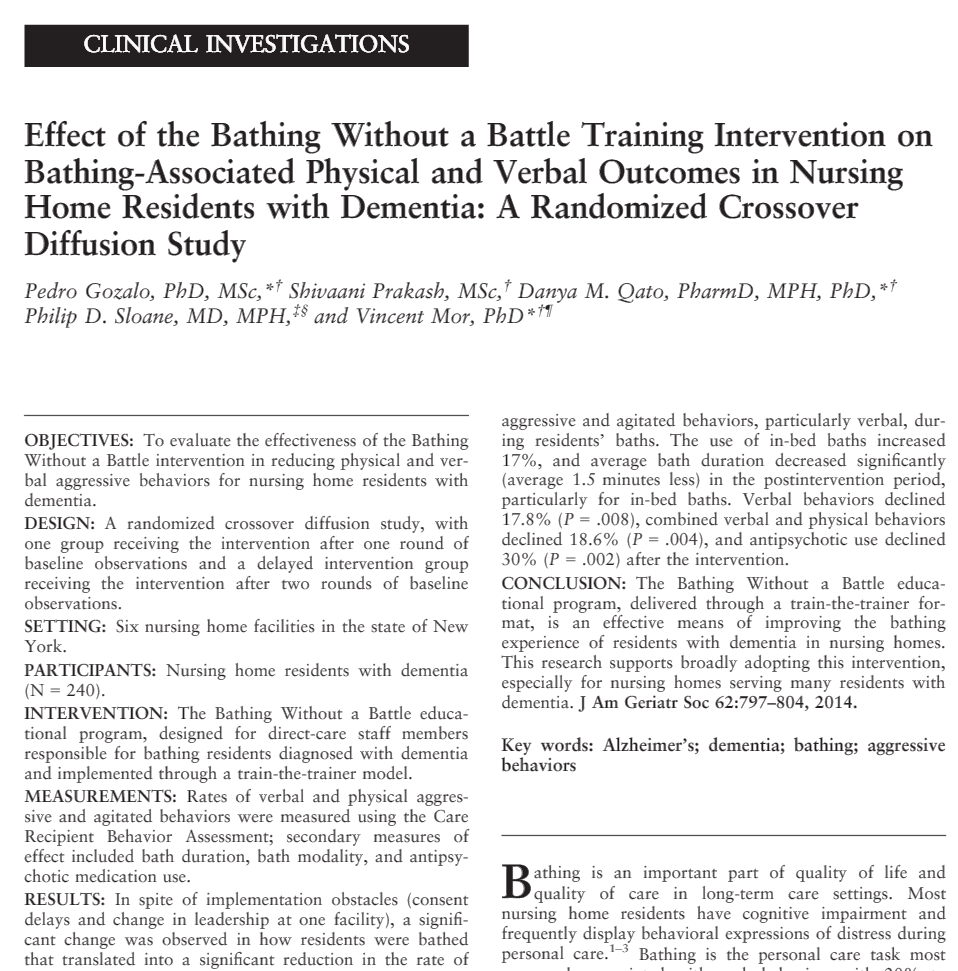 CLINICAL INVESTIGATIONS
Effect of the Bathing Without a Battle Training Intervention on
Bathing-Associated Physical and Verbal Outcomes in Nursing
Home Residents with Dementia: A Randomized Crossover
Diffusion Study
Pedro Gozalo, PhD, MSc,*† Shivaani Prakash, MSc,† Danya M. Qato, PharmD, MPH, PhD,*†
Philip D. Sloane, MD, MPH,‡§ and Vincent Mor, PhD*†¶
OBJECTIVES: To evaluate the effectiveness of the Bathing
Without a Battle intervention in reducing physical and ver-
bal aggressive behaviors for nursing home residents with
dementia.
DESIGN: A randomized crossover diffusion study, with
one group receiving the intervention after one round of
baseline observations and a delayed intervention group
receiving the intervention after two rounds of baseline
observations.
SETTING: Six nursing home facilities in the state of New
York.
PARTICIPANTS: Nursing home residents with dementia
(N = 240).
INTERVENTION: The Bathing Without a Battle educa-
tional program, designed for direct-care staff members
responsible for bathing residents diagnosed with dementia
and implemented through a train-the-trainer model.
MEASUREMENTS: Rates of verbal and physical aggres-
sive and agitated behaviors were measured using the Care
Recipient Behavior Assessment; secondary measures of
effect included bath duration, bath modality, and antipsy-
chotic medication use.
RESULTS: In spite of implementation obstacles (consent
delays and change in leadership at one facility), a signifi-
cant change was observed in how residents were bathed
that translated into a significant reduction in the rate of
aggressive and agitated behaviors, particularly verbal, dur-
ing residents' baths. The use of in-bed baths increased
17%, and average bath duration decreased significantly
(average 1.5 minutes less) in the postintervention period,
particularly for in-bed baths. Verbal behaviors declined
17.8% (P = .008), combined verbal and physical behaviors
declined 18.6% (P = .004), and antipsychotic use declined
30% (P = .002) after the intervention.
CONCLUSION: The Bathing Without a Battle educa-
tional program, delivered through a train-the-trainer for-
mat, is an effective means of improving the bathing
experience of residents with dementia in nursing homes.
This research supports broadly adopting this intervention,
especially for nursing homes serving many residents with
dementia. J Am Geriatr Soc 62:797–804, 2014.
Key words: Alzheimer's; dementia; bathing; aggressive
behaviors
Bathing is an important part of quality of life and
quality of care in long-term care settings. Most
nursing home residents have cognitive impairment and
frequently display behavioral expressions of distress during
personal care.1–3 Bathing is the personal care task most